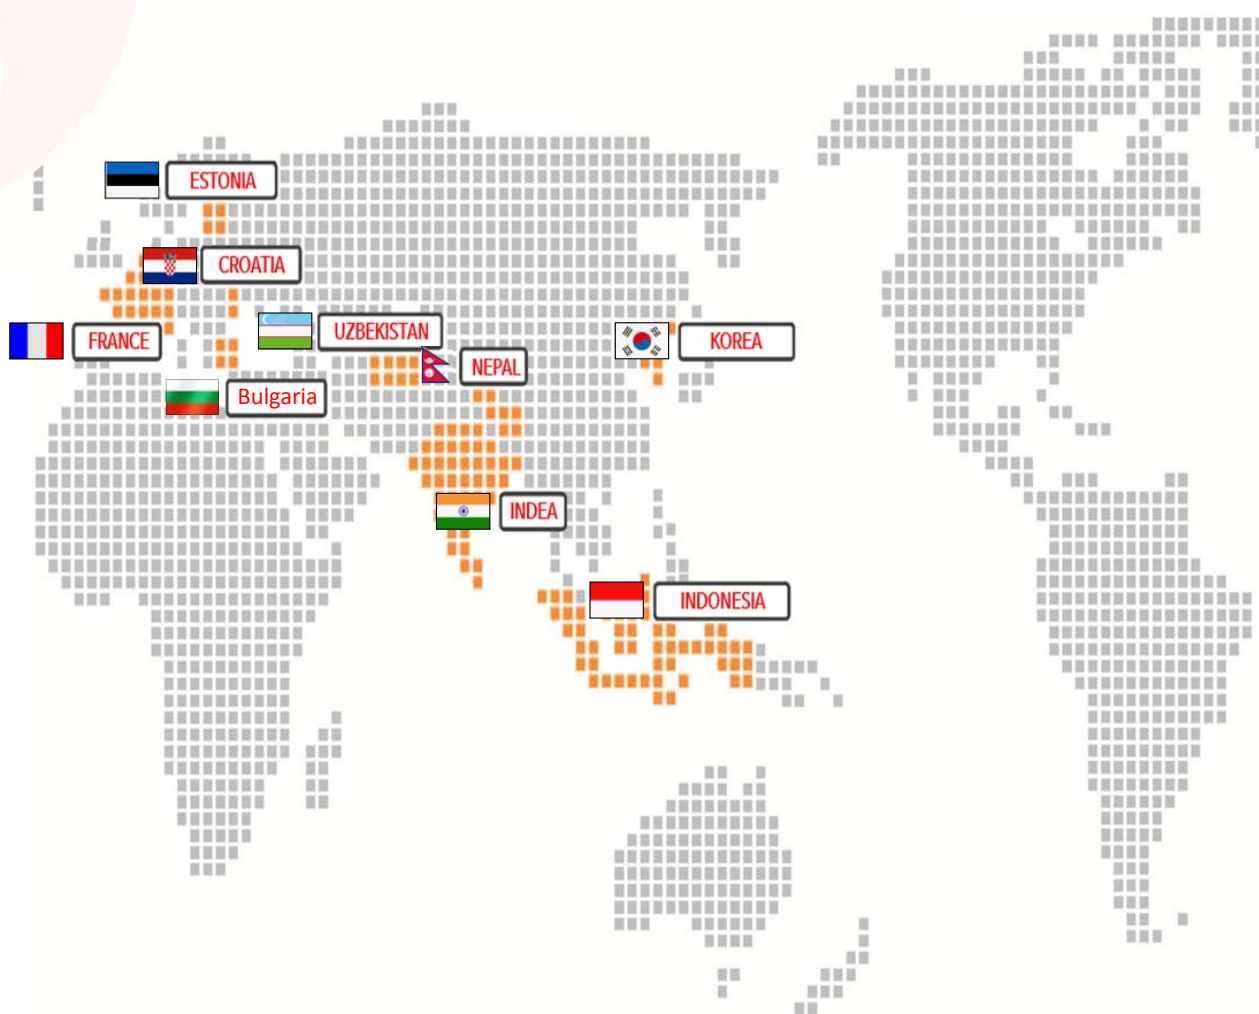 ESTONIA
CROATIA
FRANCE
UZBEKISTAN
KOREA
NEPAL
Bulgaria
INDEA
INDONESIA